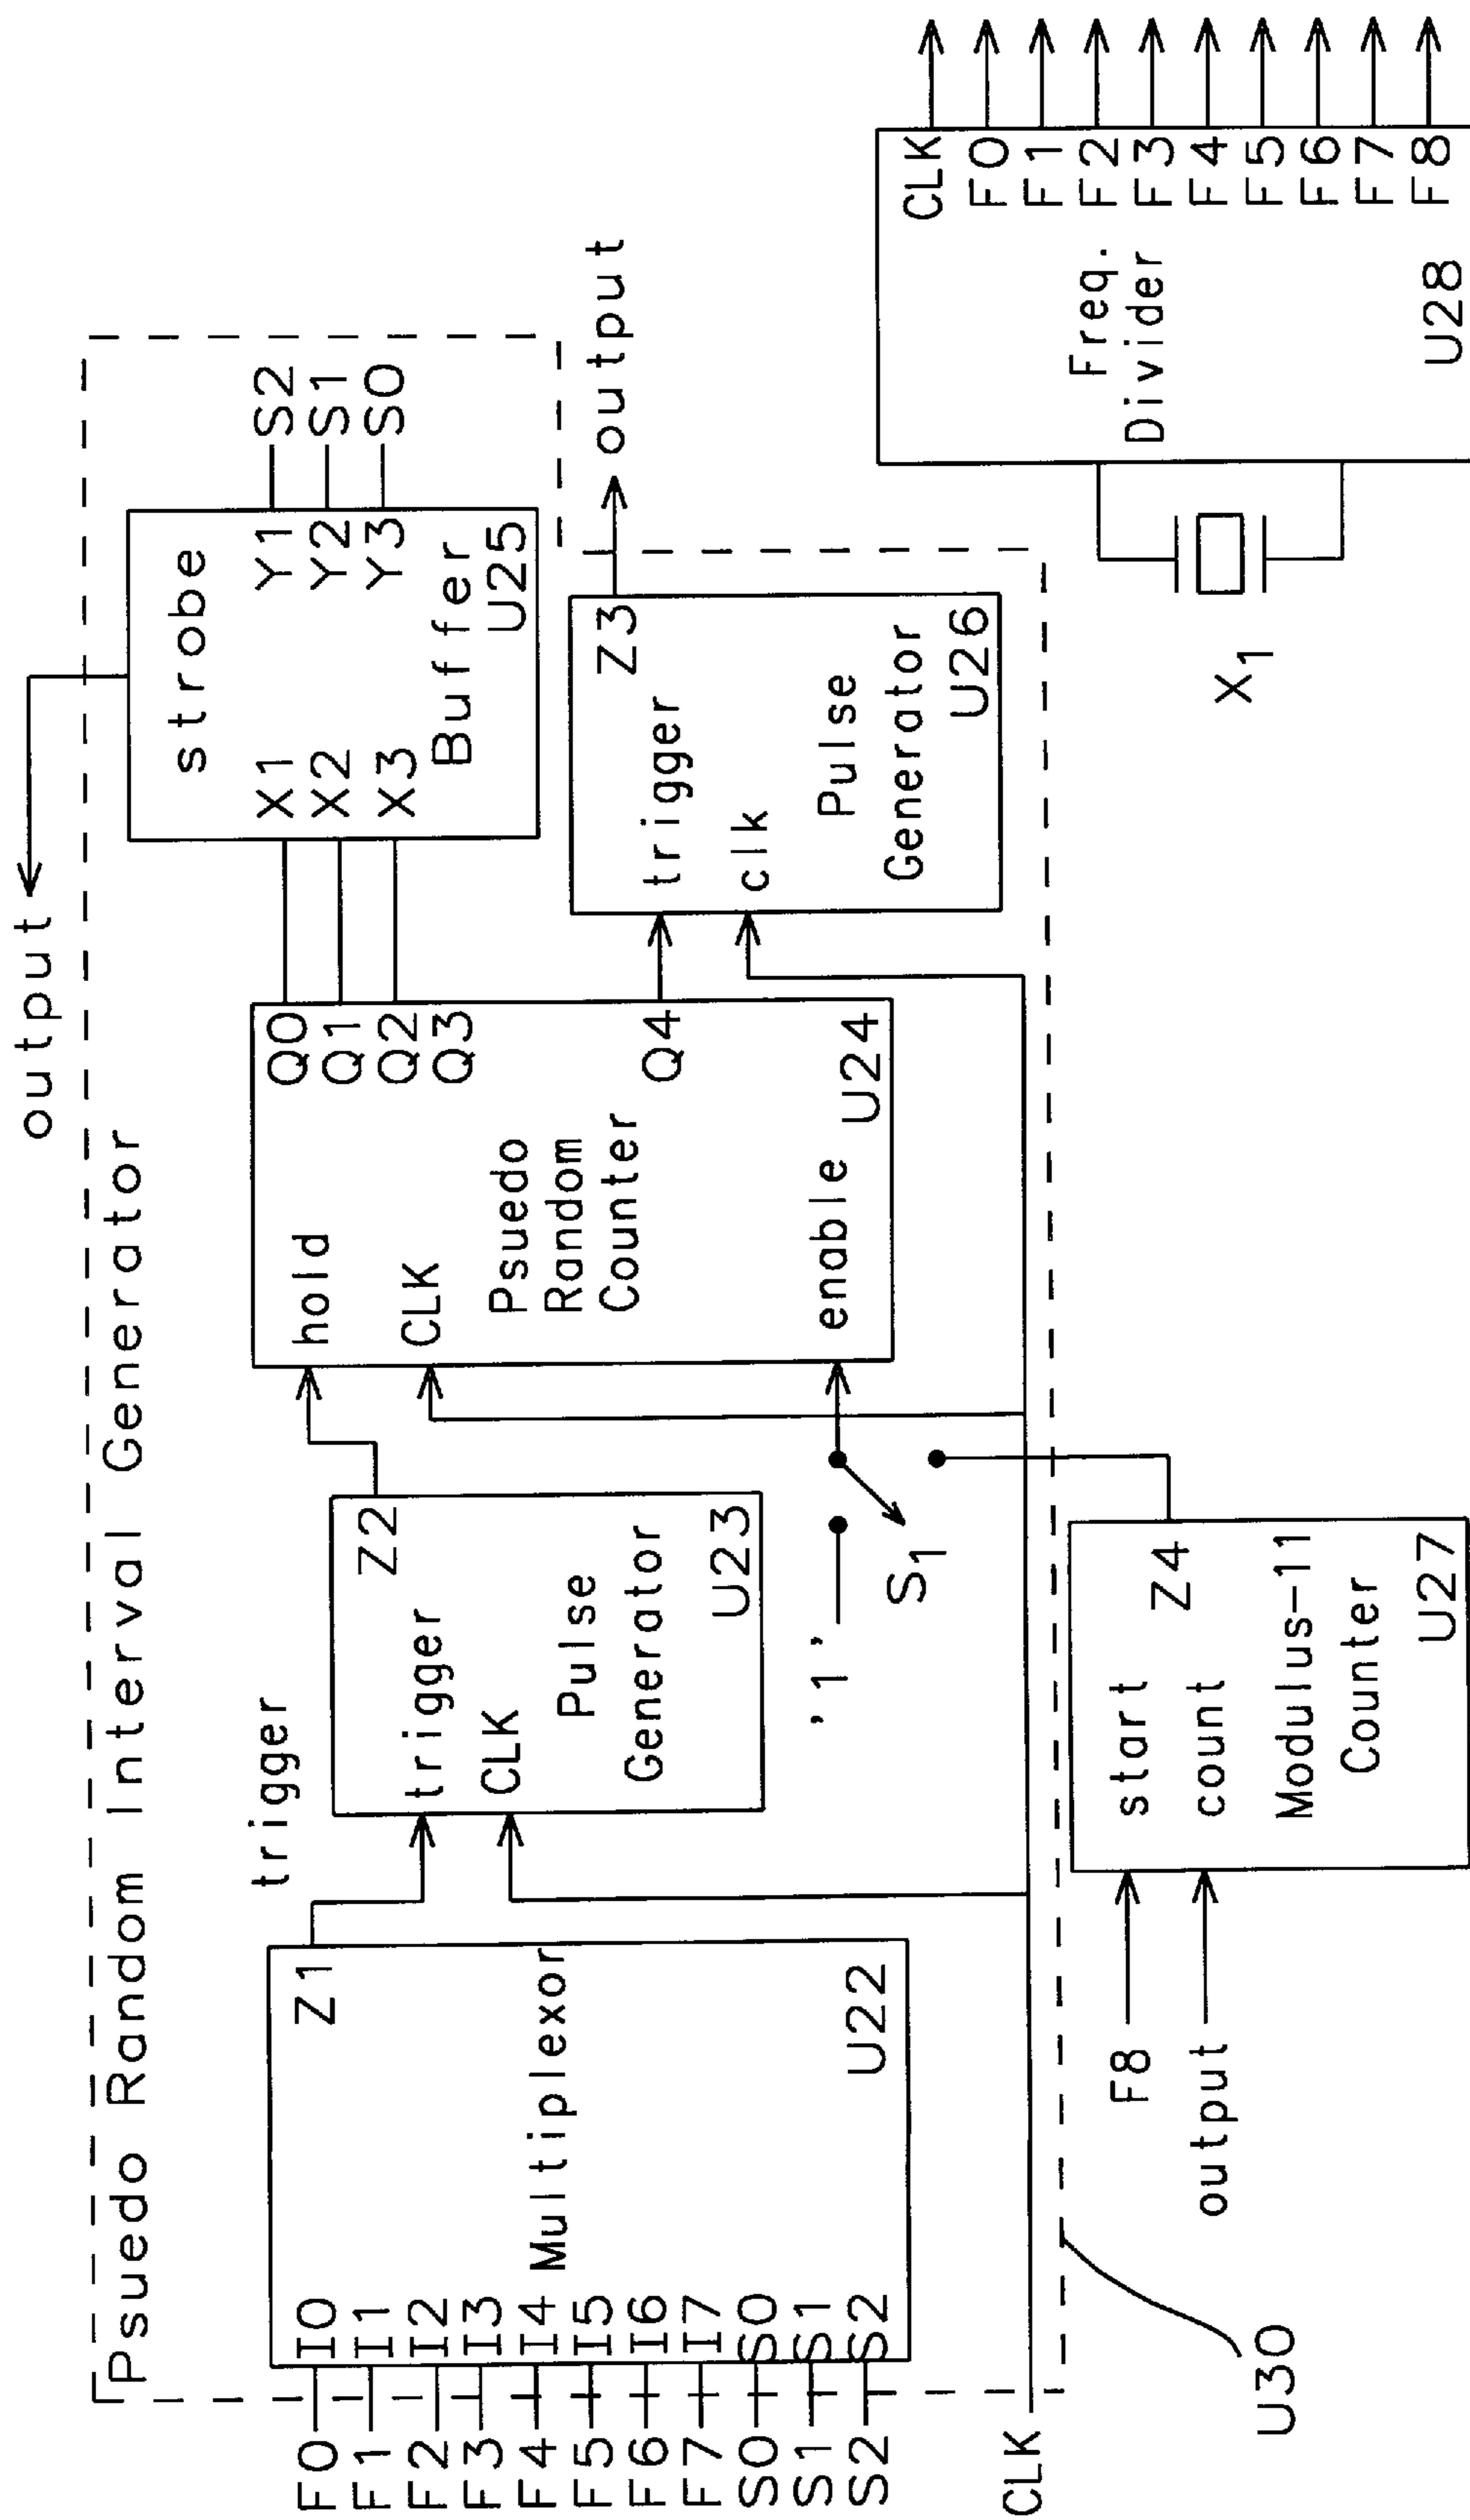 output
Psuedo Random Interval Generator
F0
F1
F2
F3
F4
F5
F6
F7
S0
S1
S2
CLK
I0
I1
I2
I3
I4
I5
I6
I7
S0
S1
S2
Z1
Multiplexor
U22
trigger
Z2
trigger
CLK
Pulse
Generator
U23
'1'
S1
hold
CLK
Psuedo
Random
Counter
enable
Q0
Q1
Q2
Q3
Q4
U24
strobe
X1
X2
X3
Y1
Y2
Y3
Buffer
U25
S2
S1
S0
Z3
trigger
clk
Pulse
Generator
U26
output
F8
output
start
count
Z4
Modulus-11
Counter
U27
U30
X1
Freq.
Divider
U28
CLK
F0
F1
F2
F3
F4
F5
F6
F7
F8